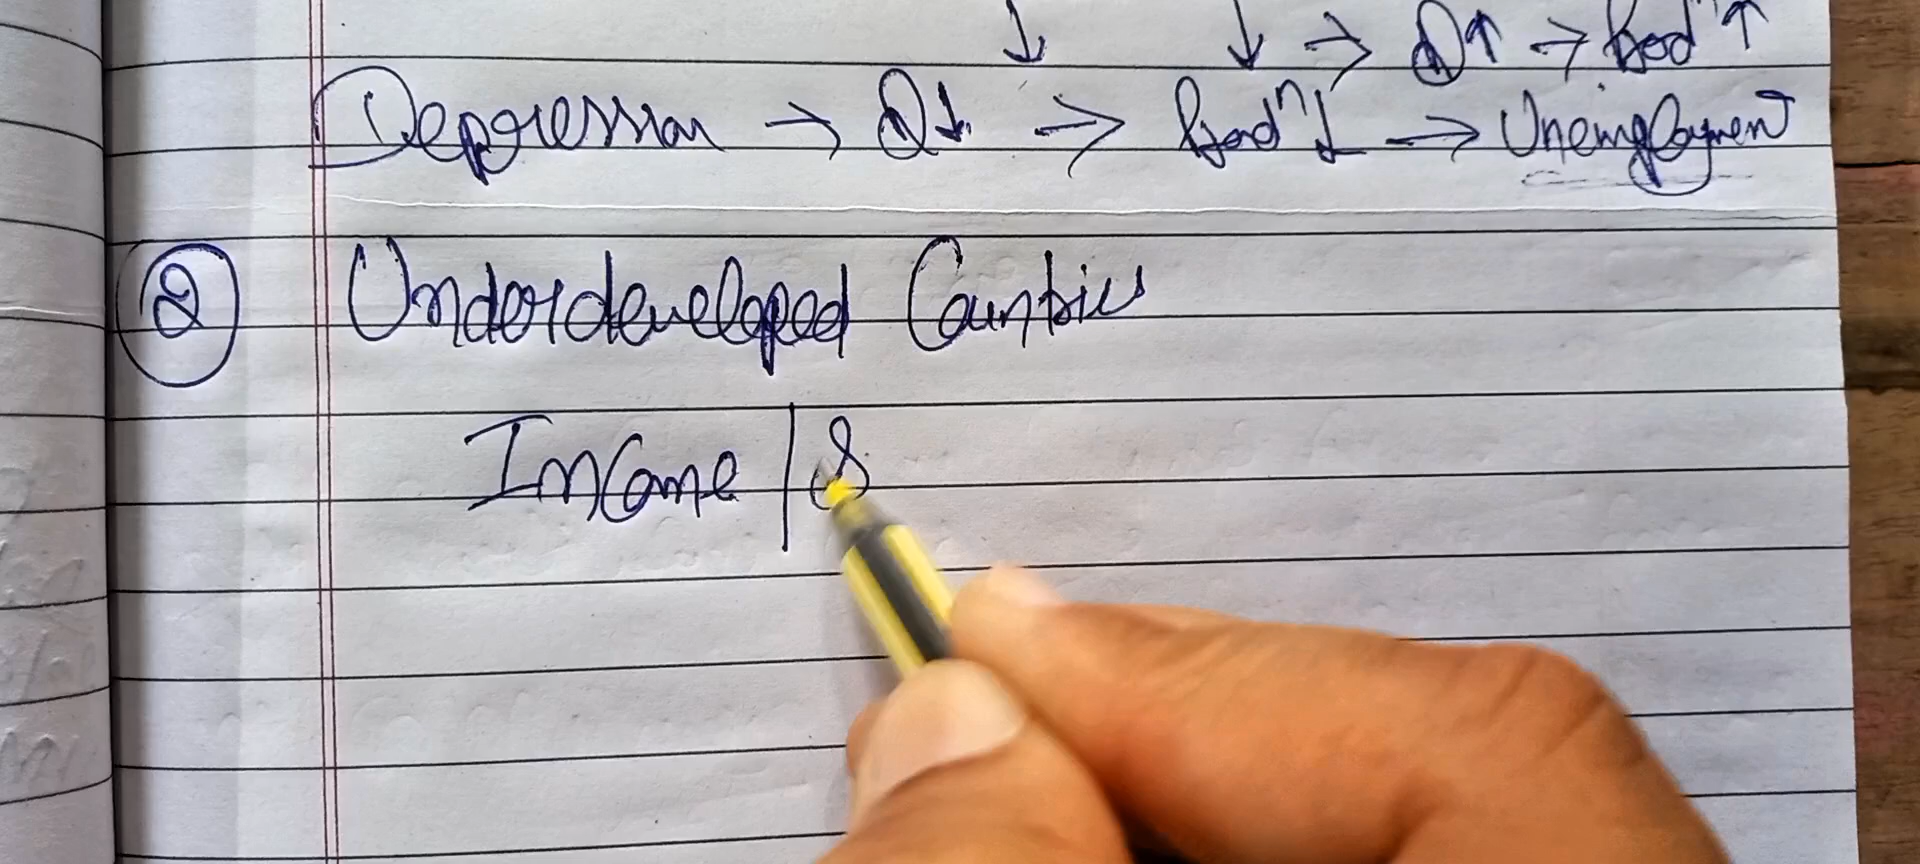 ↓ ↓ → D↑ → Prodⁿ ↑
Depression → D↓ → Prodⁿ↓ → Unemployment
② Underdeveloped Countries
Income | S